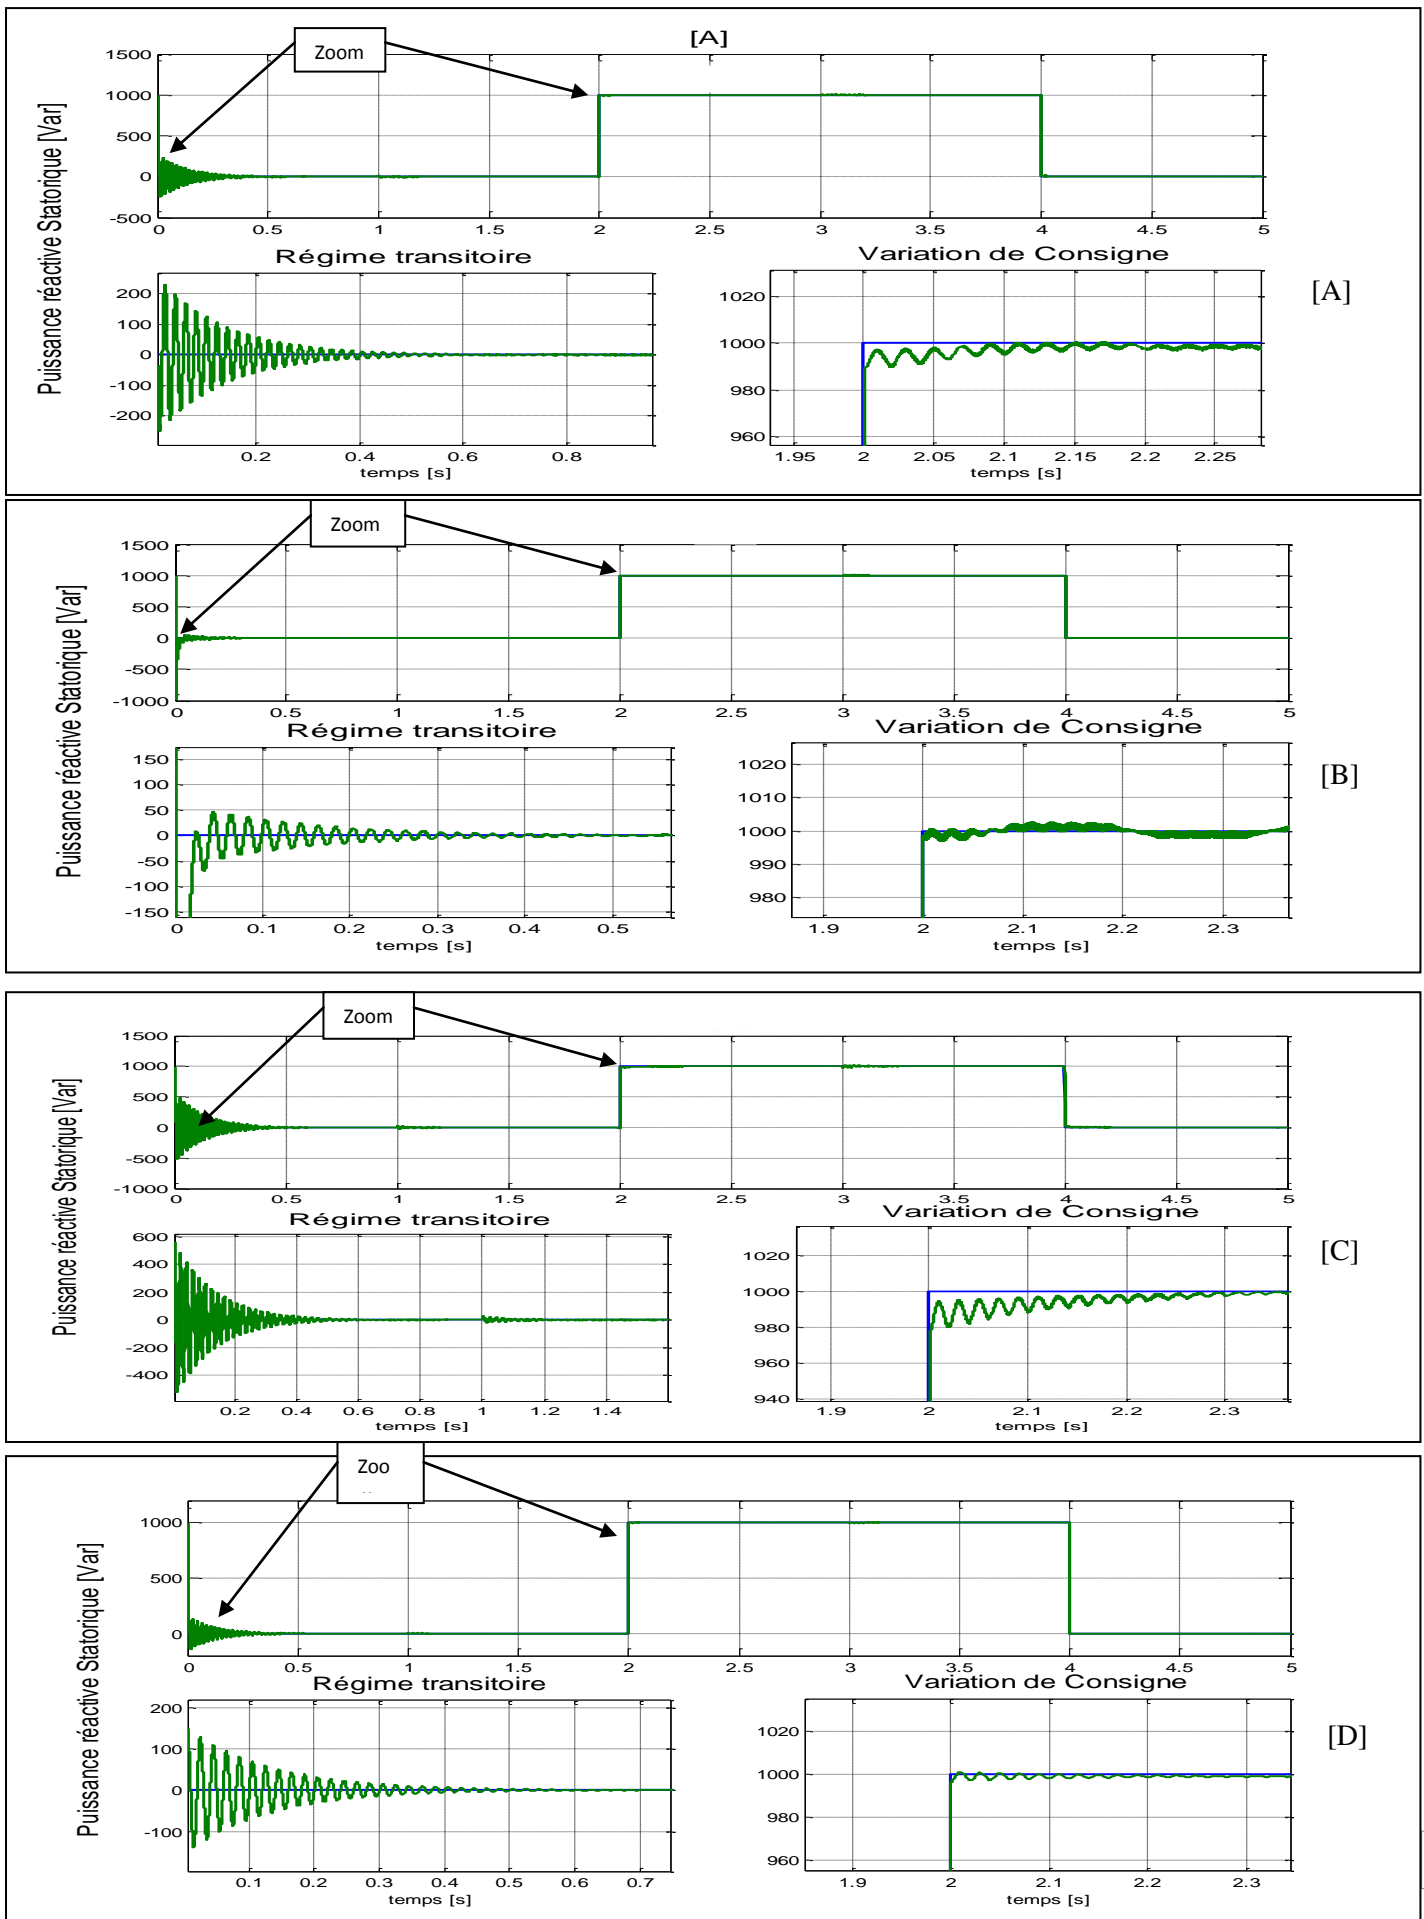 [A]
Zoom
1500
1000
500
0
-500
0 0.5 1 1.5 2 2.5 3 3.5 4 4.5 5
Puissance réactive Statorique [Var]
Régime transitoire
Variation de Consigne
[A]
200
100
0
-100
-200
0.2 0.4 0.6 0.8
temps [s]
1020
1000
980
960
1.95 2 2.05 2.1 2.15 2.2 2.25
temps [s]
Zoom
1500
1000
500
0
-500
-1000
0 0.5 1 1.5 2 2.5 3 3.5 4 4.5 5
Puissance réactive Statorique [Var]
Régime transitoire
Variation de Consigne
[B]
150
100
50
0
-50
-100
-150
0 0.1 0.2 0.3 0.4 0.5
temps [s]
1020
1010
1000
990
980
1.9 2 2.1 2.2 2.3
temps [s]
Zoom
1500
1000
500
0
-500
-1000
0 0.5 1 1.5 2 2.5 3 3.5 4 4.5 5
Puissance réactive Statorique [Var]
Régime transitoire
Variation de Consigne
[C]
600
400
200
0
-200
-400
0.2 0.4 0.6 0.8 1 1.2 1.4
temps [s]
1020
1000
980
960
940
1.9 2 2.1 2.2 2.3
temps [s]
Zoo
1000
500
0
0 0.5 1 1.5 2 2.5 3 3.5 4 4.5 5
Puissance réactive Statorique [Var]
Régime transitoire
Variation de Consigne
[D]
200
100
0
-100
0.1 0.2 0.3 0.4 0.5 0.6 0.7
temps [s]
1020
1000
980
960
1.9 2 2.1 2.2 2.3
temps [s]